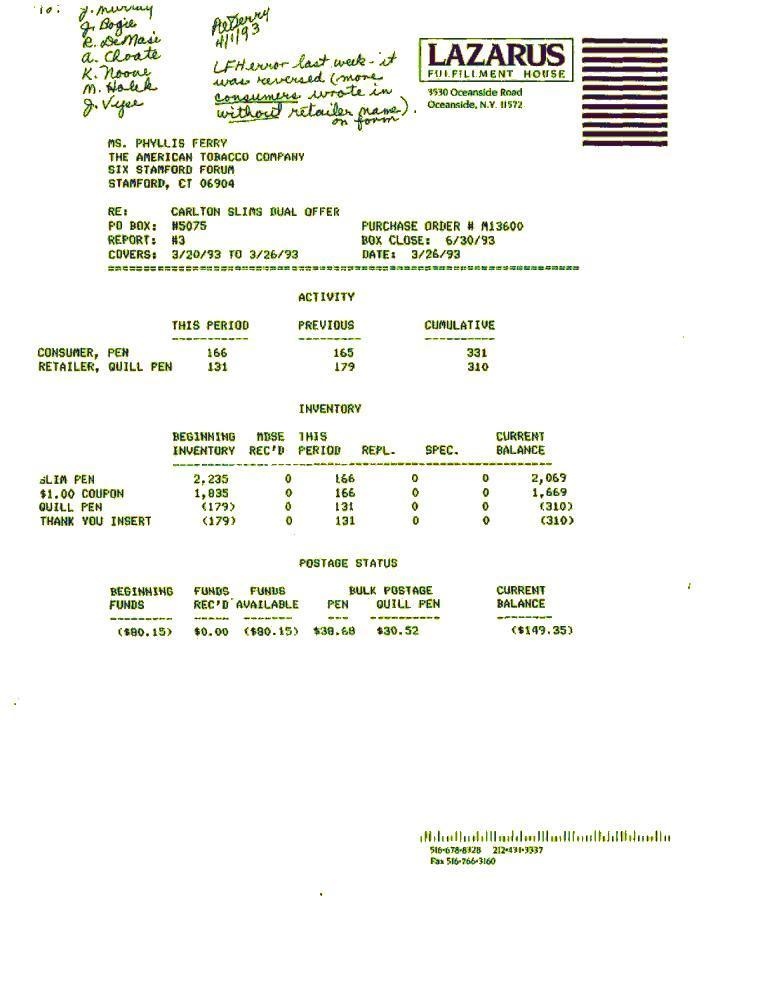 To: J. Murray
J. Bogie
R. DeMasi
A. Choate
K. Noone
M. Holek
J. Vyse
4/1/93
LFH error last week - it
was reversed (more
consumers wrote in
without retailer name)
on form.
LAZARUS
FULFILLMENT HOUSE
3530 Oceanside Road
Oceanside, N.Y. 11572
MS. PHYLLIS FERRY
THE AMERICAN TOBACCO COMPANY
SIX STAMFORD FORUM
STAMFORD, CT 06904
RE: CARLTON SLIMS DUAL OFFER
PO BOX: #5075 PURCHASE ORDER # M13600
REPORT: #3 BOX CLOSE: 6/30/93
COVERS: 3/20/93 TO 3/26/93 DATE: 3/26/93
ACTIVITY
THIS PERIOD PREVIOUS CUMULATIVE
CONSUMER, PEN 166 165 331
RETAILER, QUILL PEN 131 179 310
INVENTORY
BEGINNING MDSE THIS CURRENT
INVENTORY REC'D PERIOD REPL. SPEC. BALANCE
SLIM PEN 2,235 0 166 0 0 2,069
$1.00 COUPON 1,835 0 166 0 0 1,669
QUILL PEN (179) 0 131 0 0 (310)
THANK YOU INSERT (179) 0 131 0 0 (310)
POSTAGE STATUS
BEGINNING FUNDS FUNDS BULK POSTAGE CURRENT
FUNDS REC'D AVAILABLE PEN QUILL PEN BALANCE
($80.15) $0.00 ($80.15) $38.68 $30.52 ($149.35)
516-678-8328 212-431-3337
Fax 516-766-3160